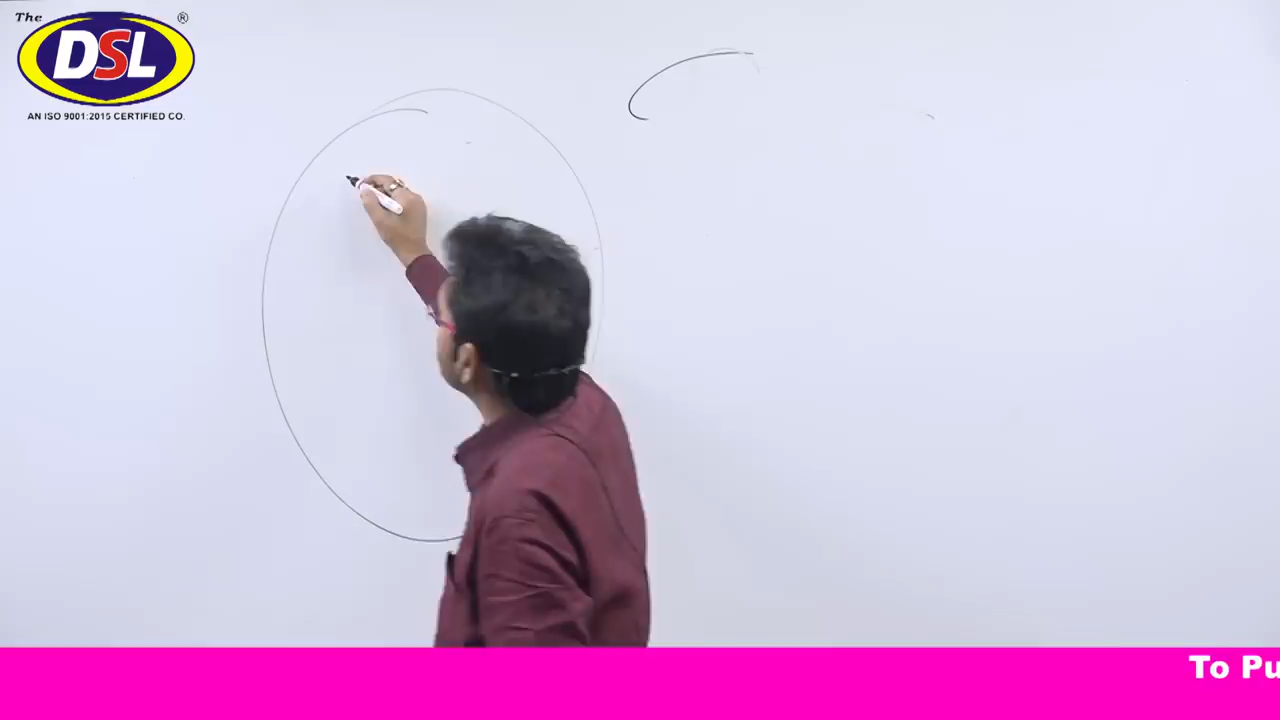 The ®
DSL
AN ISO 9001:2015 CERTIFIED CO.
To Pu